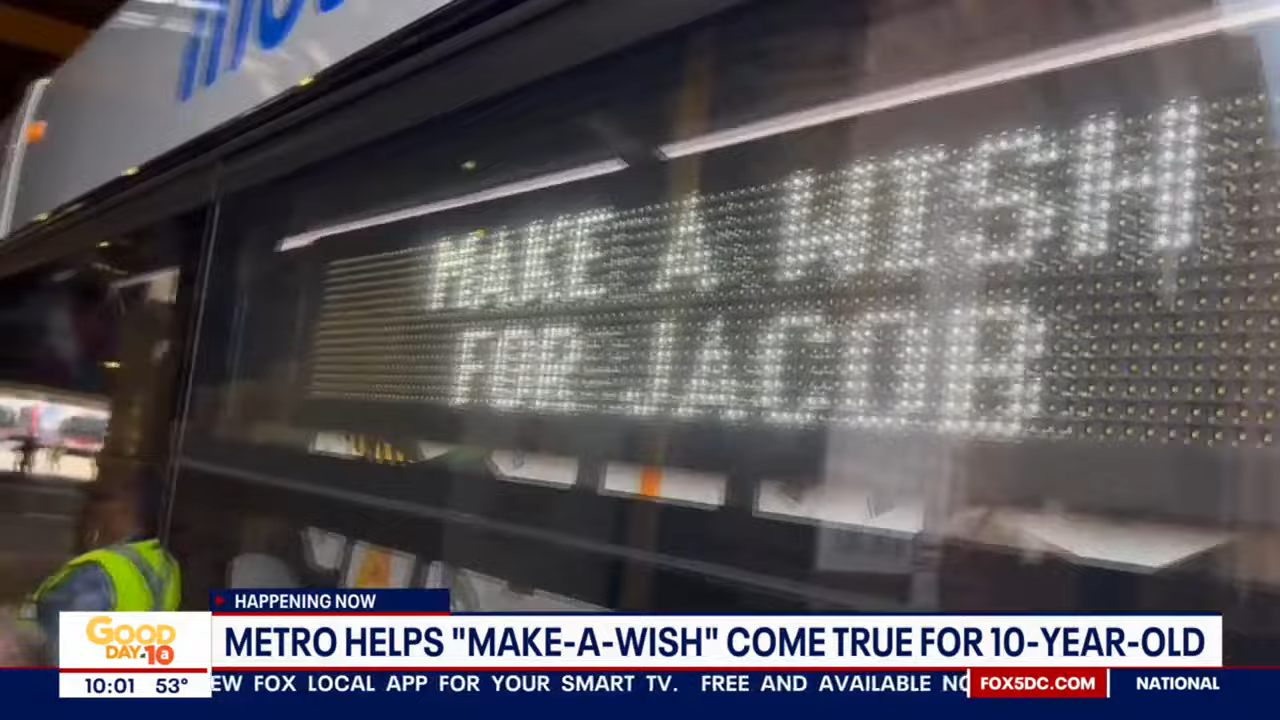 MAKE A WISH
FOR JACOB
HAPPENING NOW
METRO HELPS "MAKE-A-WISH" COME TRUE FOR 10-YEAR-OLD
GOOD
DAY 10a
10:01 53°
EW FOX LOCAL APP FOR YOUR SMART TV. FREE AND AVAILABLE
FOX5DC.COM
NATIONAL